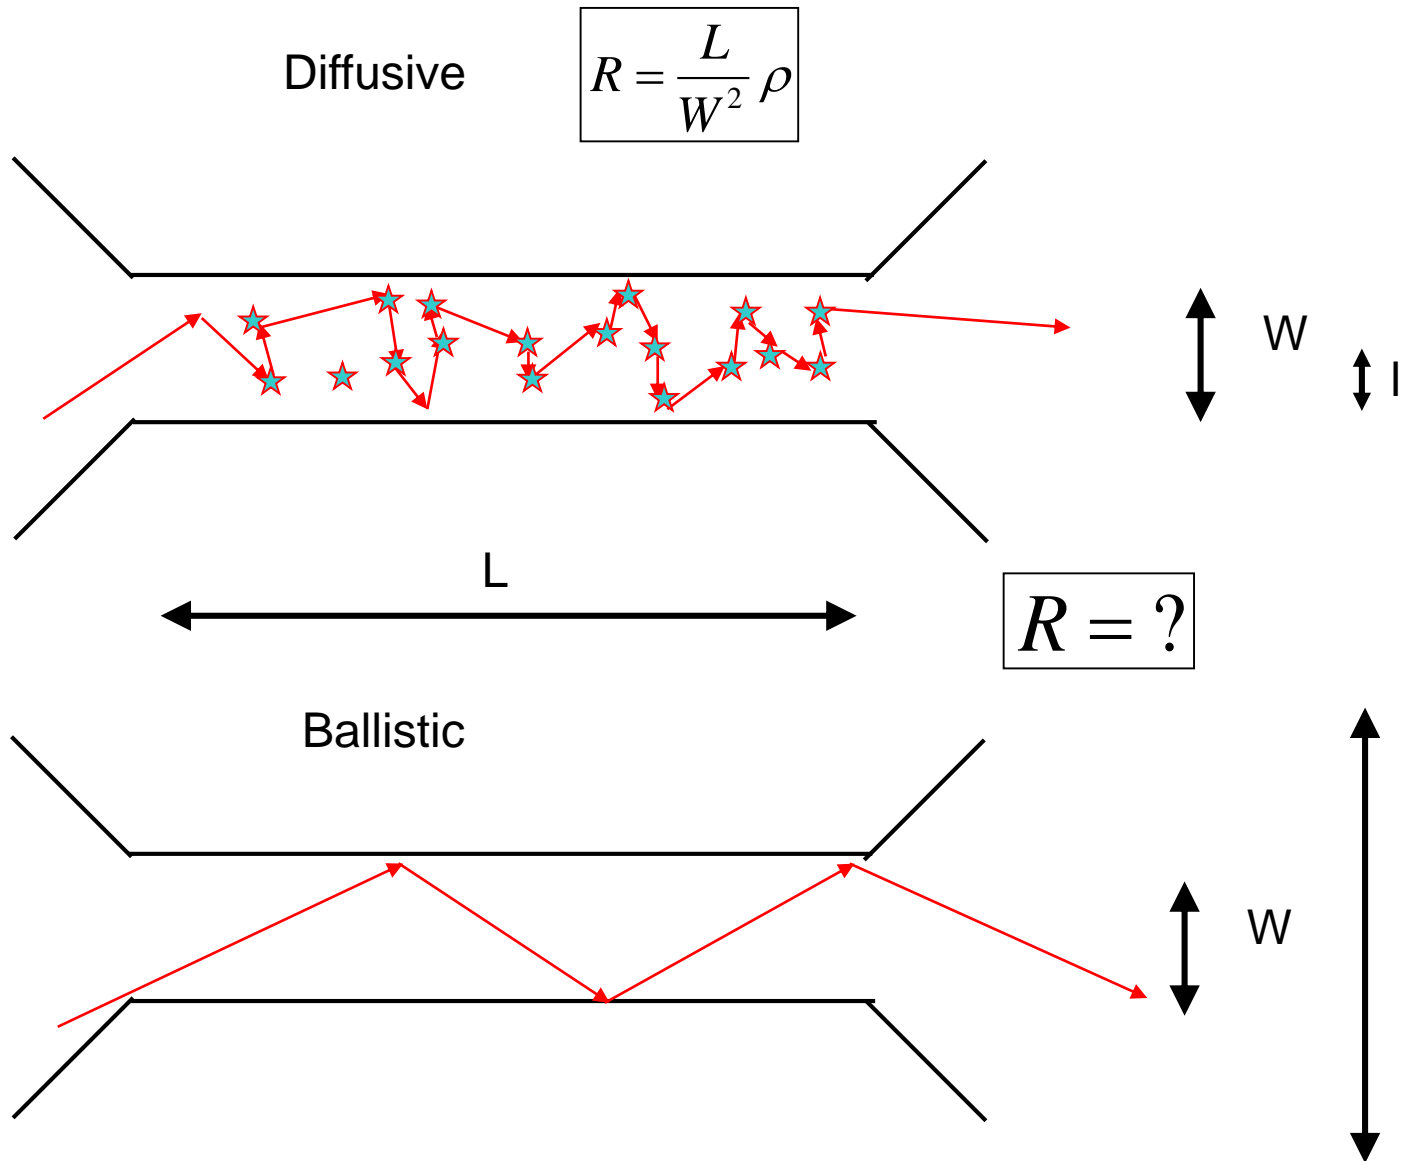 Diffusive
R = L/W² ρ
W
l
L
R = ?
Ballistic
W